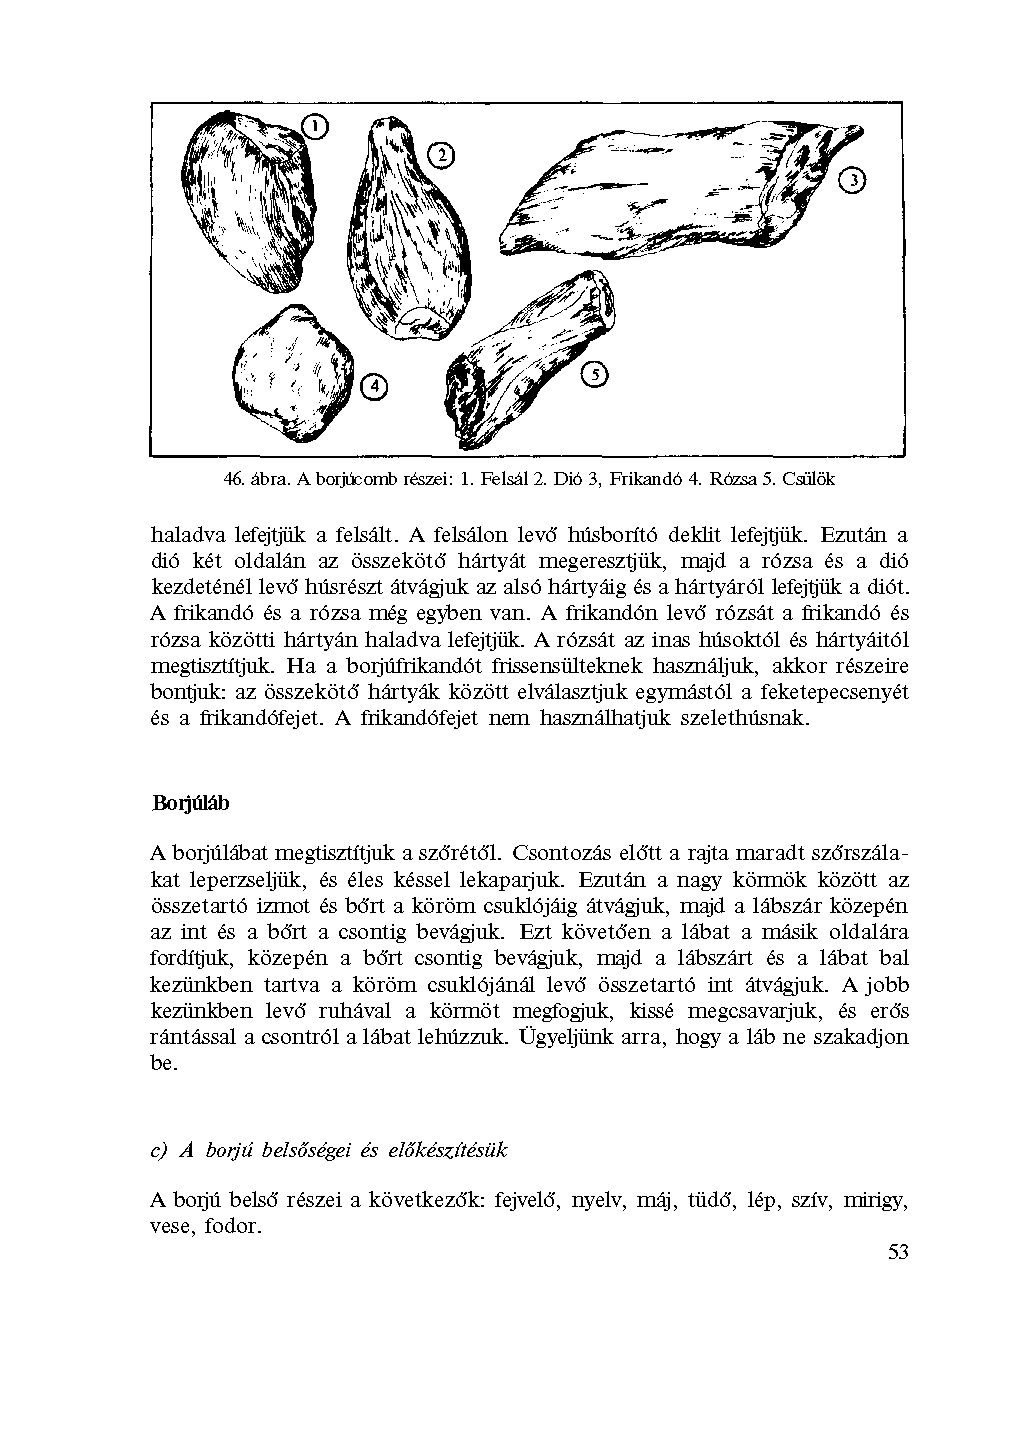 1
2
3
4
5
46. ábra. A borjúcomb részei: 1. Felsál 2. Dió 3, Frikandó 4. Rózsa 5. Csülök
haladva lefejtjük a felsált. A felsálon levő húsborító deklit lefejtjük. Ezután a
dió két oldalán az összekötő hártyát megeresztjük, majd a rózsa és a dió
kezdeténél levő húsrészt átvágjuk az alsó hártyáig és a hártyáról lefejtjük a diót.
A frikandó és a rózsa még egyben van. A frikandón levő rózsát a frikandó és
rózsa közötti hártyán haladva lefejtjük. A rózsát az inas húsoktól és hártyáitól
megtisztítjuk. Ha a borjúfrikandót frissensülteknek használjuk, akkor részeire
bontjuk: az összekötő hártyák között elválasztjuk egymástól a feketepecsenyét
és a frikandófejet. A frikandófejet nem használhatjuk szelethúsnak.
Borjúláb
A borjúlábat megtisztítjuk a szőrétől. Csontozás előtt a rajta maradt szőrszála-
kat leperzseljük, és éles késsel lekaparjuk. Ezután a nagy körmök között az
összetartó izmot és bőrt a köröm csuklójáig átvágjuk, majd a lábszár közepén
az int és a bőrt a csontig bevágjuk. Ezt követően a lábat a másik oldalára
fordítjuk, közepén a bőrt csontig bevágjuk, majd a lábszárt és a lábat bal
kezünkben tartva a köröm csuklójánál levő összetartó int átvágjuk. A jobb
kezünkben levő ruhával a körmöt megfogjuk, kissé megcsavarjuk, és erős
rántással a csontról a lábat lehúzzuk. Ügyeljünk arra, hogy a láb ne szakadjon
be.
c) A borjú belsőségei és előkészítésük
A borjú belső részei a következők: fejvelő, nyelv, máj, tüdő, lép, szív, mirigy,
vese, fodor.
53